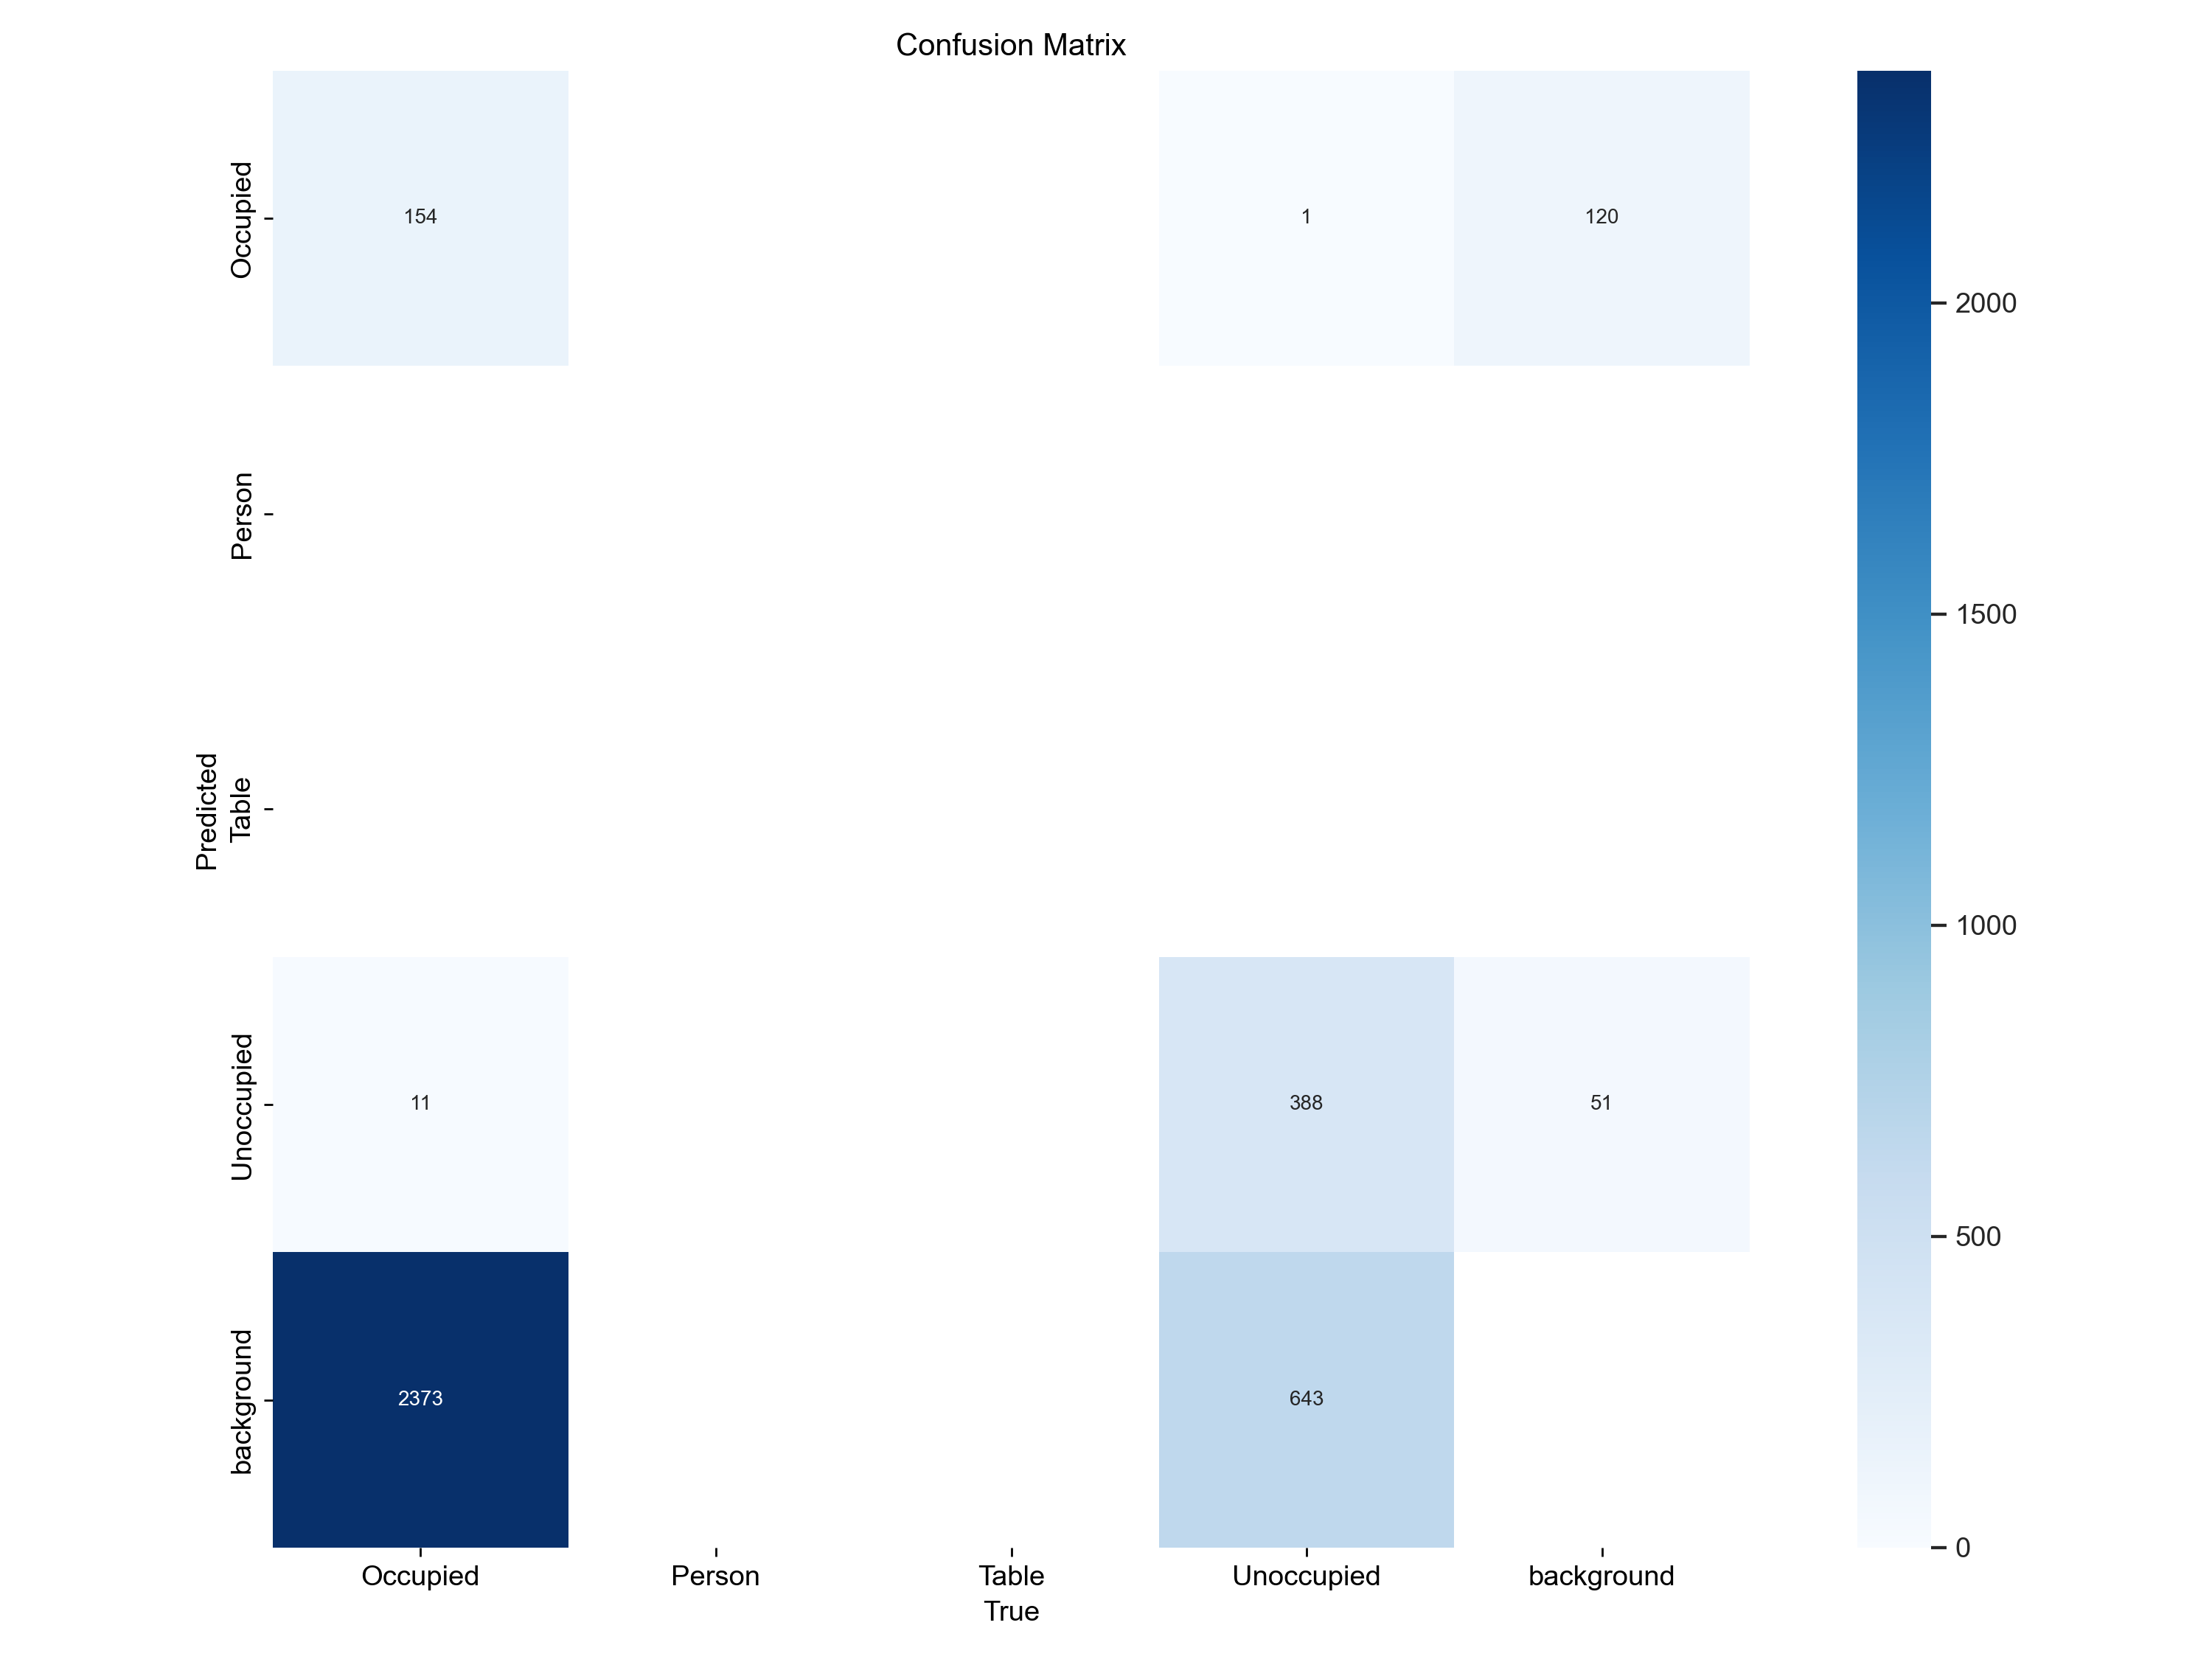 Confusion Matrix
Occupied
154
1
120
2000
Person
1500
Predicted
Table
1000
Unoccupied
11
388
51
500
background
2373
643
0
Occupied
Person
Table
Unoccupied
background
True